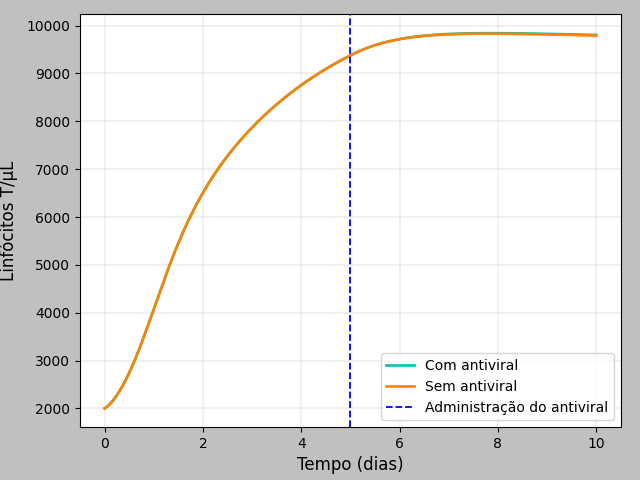 10000
9000
8000
7000
6000
5000
4000
3000
2000
Linfócitos T/µL
Com antiviral
Sem antiviral
Administração do antiviral
0 2 4 6 8 10
Tempo (dias)